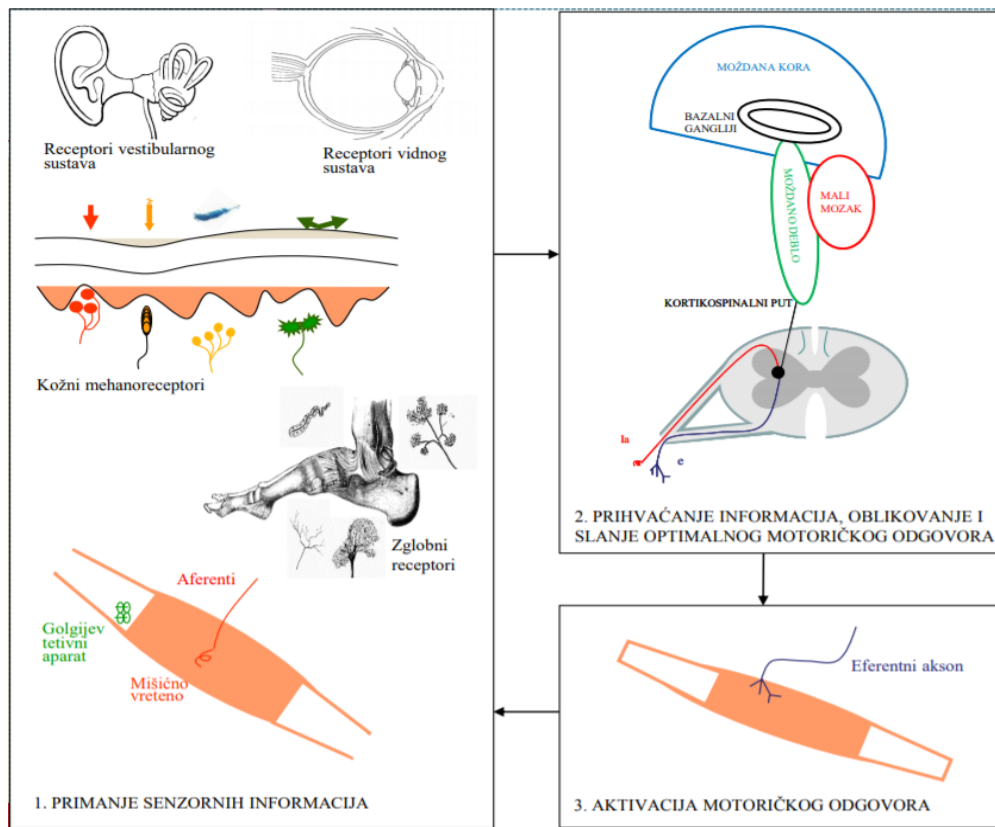 Receptori vestibularnog
sustava
Receptori vidnog
sustava
Kožni mehanoreceptori
Zglobni
receptori
Aferenti
Golgijev
tetivni
aparat
Mišićno
vreteno
1. PRIMANJE SENZORNIH INFORMACIJA
MOŽDANA KORA
BAZALNI
GANGLIJI
MOŽDANO DEBLO
MALI
MOZAK
KORTIKOSPINALNI PUT
Ia
e
2. PRIHVAĆANJE INFORMACIJA, OBLIKOVANJE I
SLANJE OPTIMALNOG MOTORIČKOG ODGOVORA
Eferentni akson
3. AKTIVACIJA MOTORIČKOG ODGOVORA